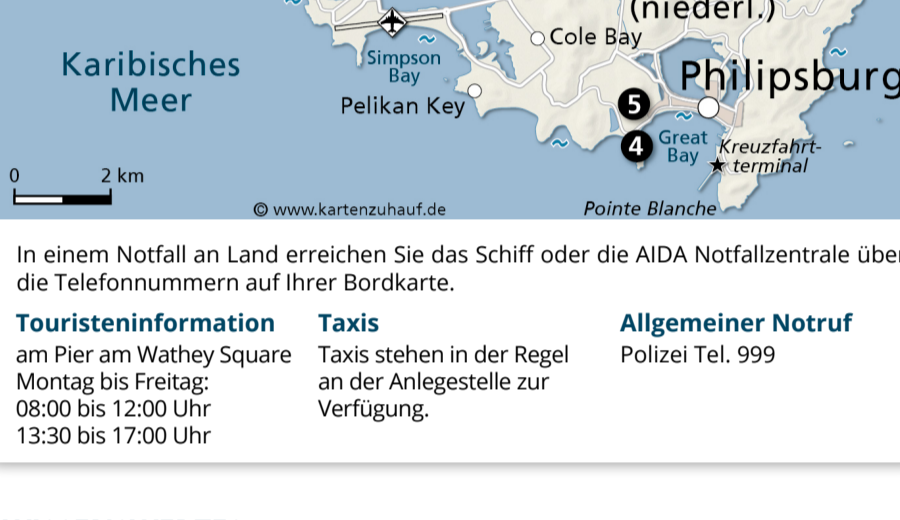 (niederl.)
Cole Bay
Karibisches
Meer
Simpson
Bay
Philipsburg
Pelikan Key
5
4
Great
Bay
Kreuzfahrt-
terminal
0 2 km
© www.kartenzuhauf.de
Pointe Blanche
In einem Notfall an Land erreichen Sie das Schiff oder die AIDA Notfallzentrale über
die Telefonnummern auf Ihrer Bordkarte.
Touristeninformation
am Pier am Wathey Square
Montag bis Freitag:
08:00 bis 12:00 Uhr
13:30 bis 17:00 Uhr
Taxis
Taxis stehen in der Regel
an der Anlegestelle zur
Verfügung.
Allgemeiner Notruf
Polizei Tel. 999